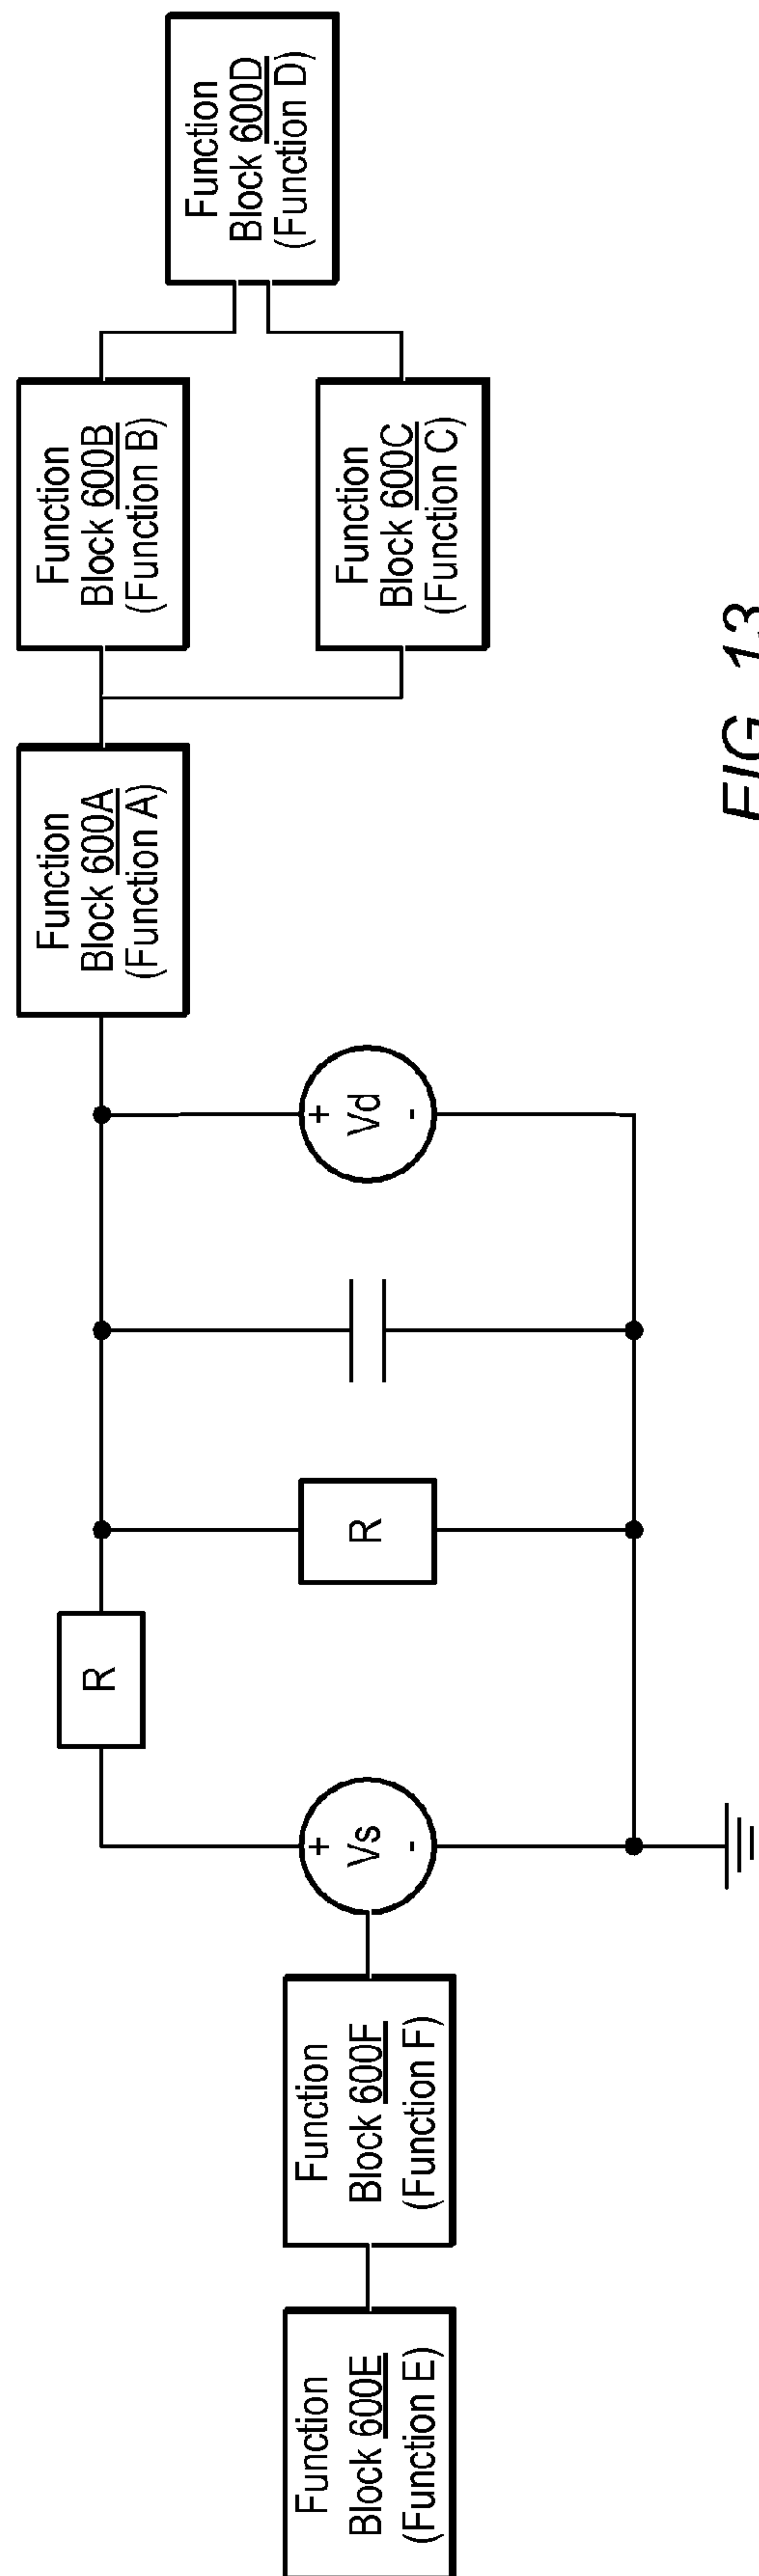 Function
Block 600E
(Function E)
Function
Block 600F
(Function F)
+
Vs
-
R
R
+
Vd
-
Function
Block 600A
(Function A)
Function
Block 600B
(Function B)
Function
Block 600C
(Function C)
Function
Block 600D
(Function D)
FIG. 13